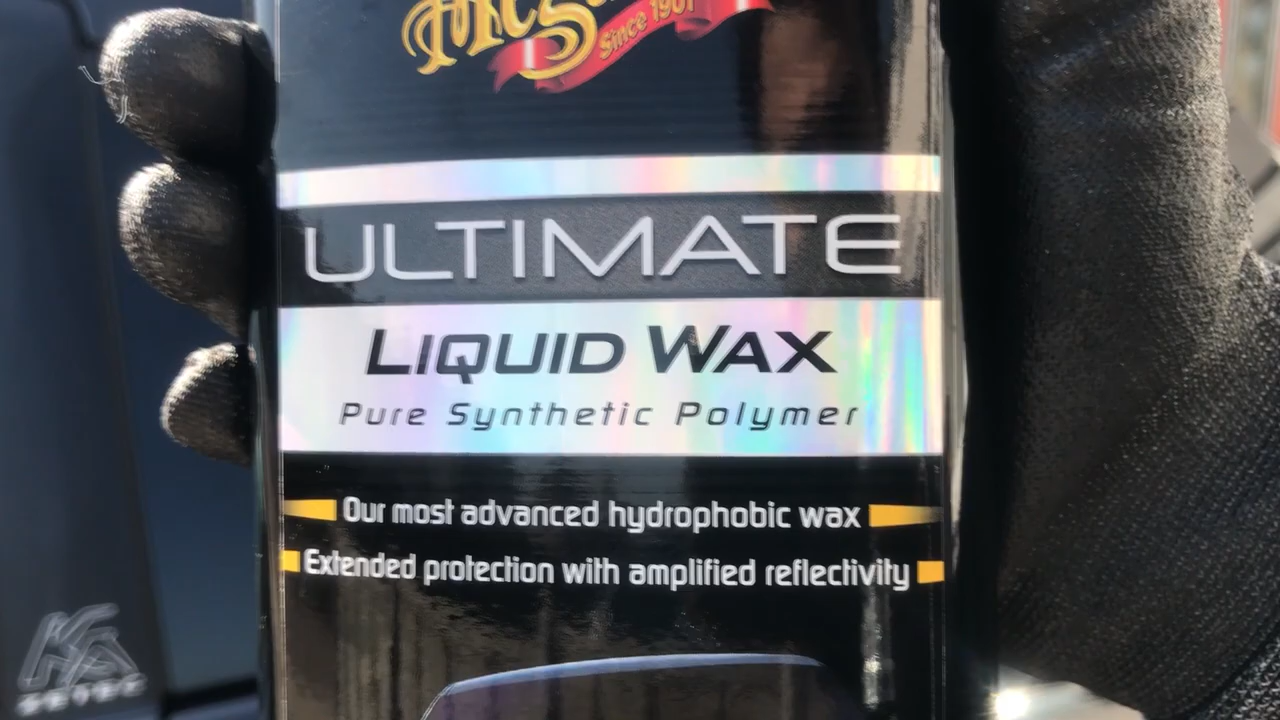 Since 1901
ULTIMATE
LIQUID WAX
Pure Synthetic Polymer
Our most advanced hydrophobic wax
Extended protection with amplified reflectivity